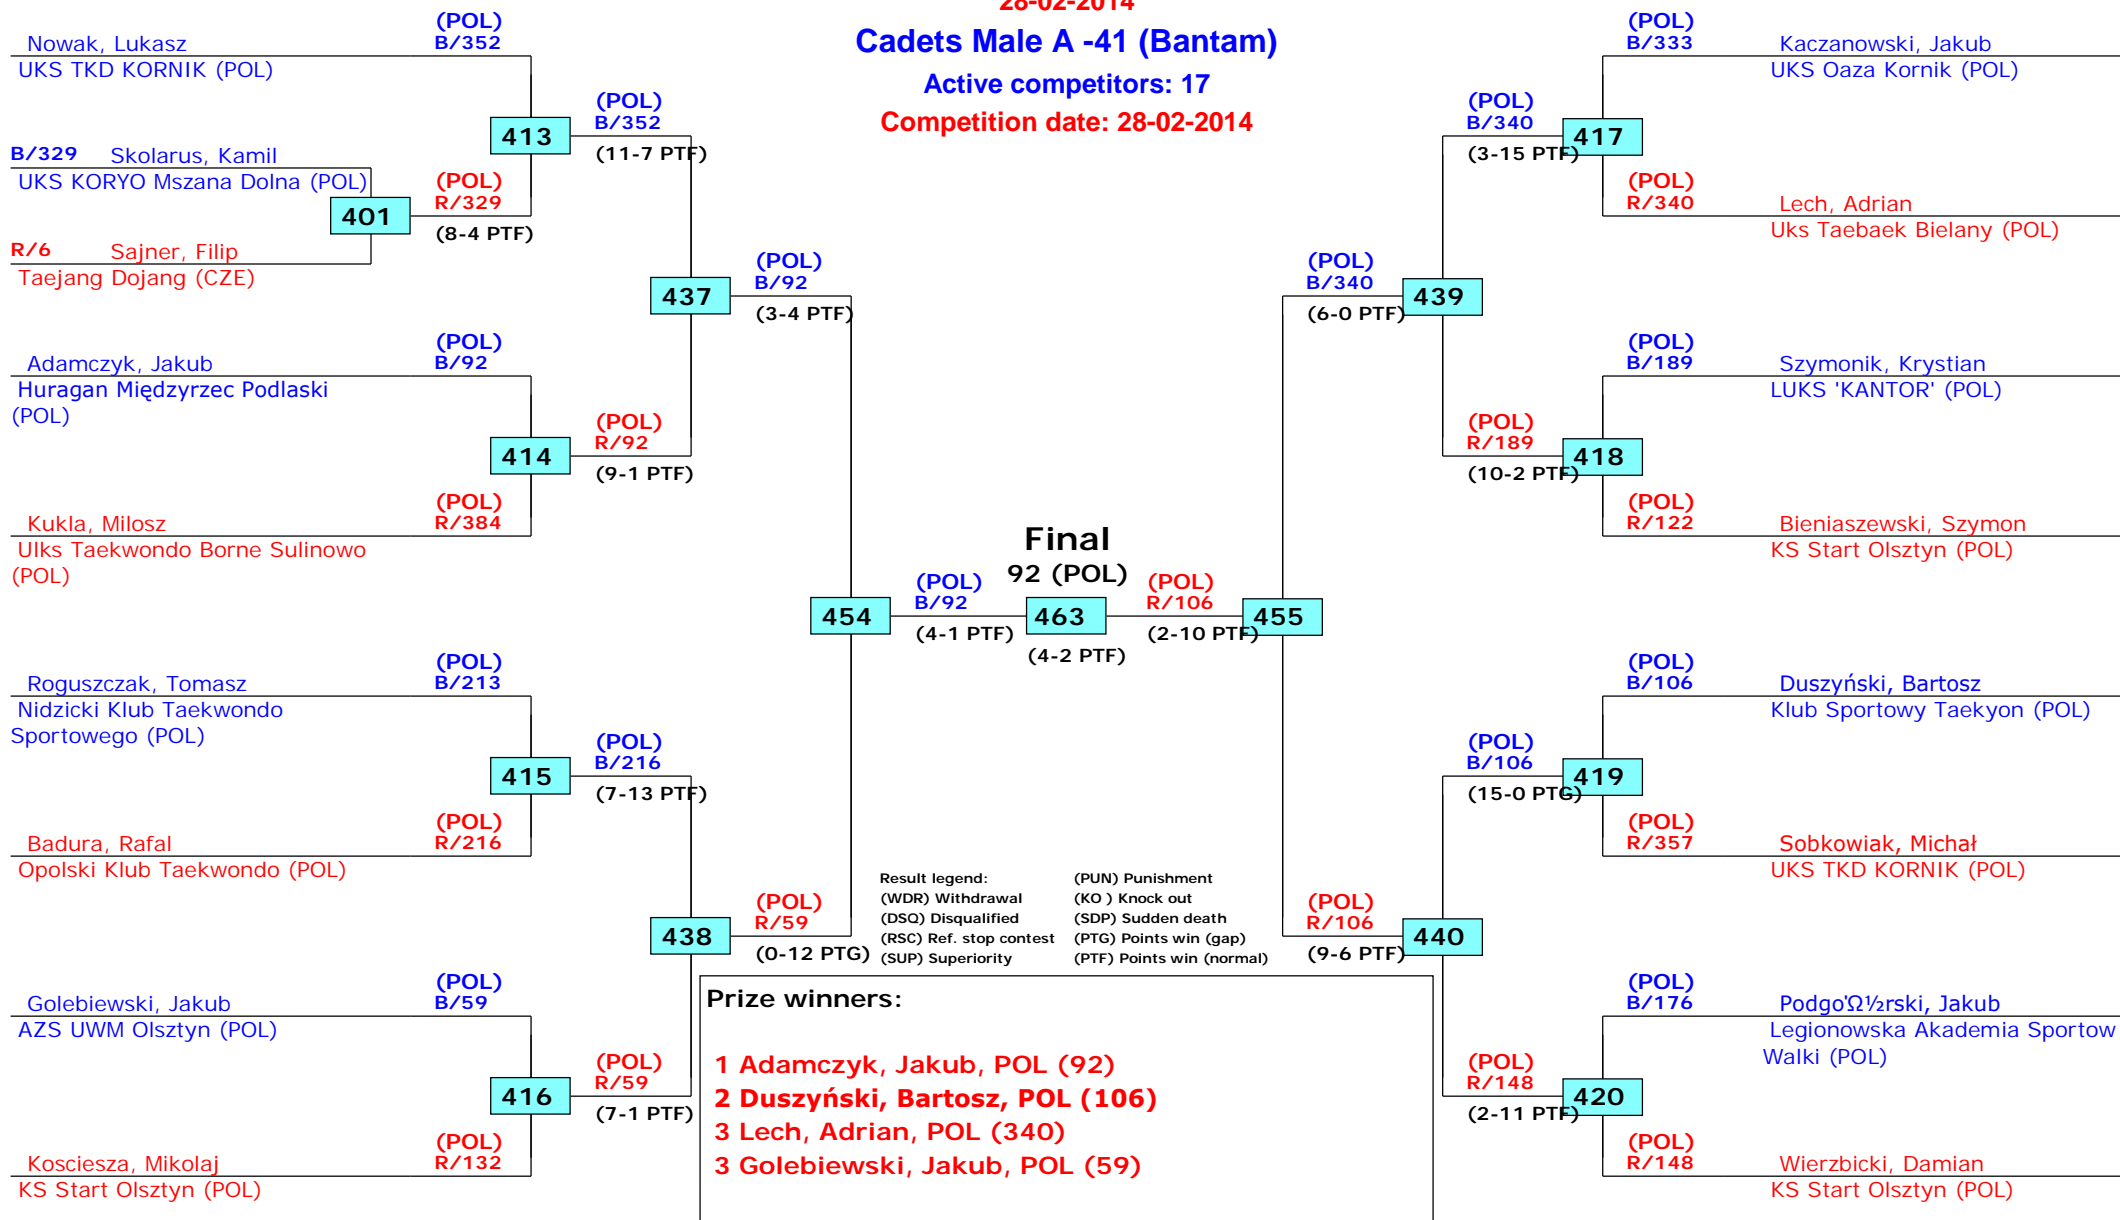 28-02-2014
Cadets Male A -41 (Bantam)
Active competitors: 17
Competition date: 28-02-2014
(POL)
Nowak, Lukasz B/352
UKS TKD KORNIK (POL)
413
(POL)
B/352
(11-7 PTF)
B/329 Skolarus, Kamil
UKS KORYO Mszana Dolna (POL)
401
(POL)
R/329
(8-4 PTF)
R/6 Sajner, Filip
Taejang Dojang (CZE)
437
(POL)
B/92
(3-4 PTF)
(POL)
Adamczyk, Jakub B/92
Huragan Międzyrzec Podlaski
(POL)
414
(POL)
R/92
(9-1 PTF)
(POL)
Kukla, Milosz R/384
Ulks Taekwondo Borne Sulinowo
(POL)
454
(POL)
B/92
(4-1 PTF)
(POL)
Roguszczak, Tomasz B/213
Nidzicki Klub Taekwondo
Sportowego (POL)
415
(POL)
B/216
(7-13 PTF)
(POL)
Badura, Rafal R/216
Opolski Klub Taekwondo (POL)
438
(POL)
R/59
(0-12 PTG)
(POL)
Golebiewski, Jakub B/59
AZS UWM Olsztyn (POL)
416
(POL)
R/59
(7-1 PTF)
(POL)
Kosciesza, Mikolaj R/132
KS Start Olsztyn (POL)
Final
92 (POL)
463
(4-2 PTF)
(POL)
R/106
(2-10 PTF)
455
(POL)
B/333 Kaczanowski, Jakub
UKS Oaza Kornik (POL)
(POL)
B/340
(3-15 PTF)
417
(POL)
R/340 Lech, Adrian
Uks Taebaek Bielany (POL)
(POL)
B/340
(6-0 PTF)
439
(POL)
B/189 Szymonik, Krystian
LUKS 'KANTOR' (POL)
(POL)
R/189
(10-2 PTF)
418
(POL)
R/122 Bieniaszewski, Szymon
KS Start Olsztyn (POL)
(POL)
B/106 Duszyński, Bartosz
Klub Sportowy Taekyon (POL)
(POL)
B/106
(15-0 PTG)
419
(POL)
R/357 Sobkowiak, Michał
UKS TKD KORNIK (POL)
(POL)
R/106
(9-6 PTF)
440
(POL)
B/176 Podgo'Ω½rski, Jakub
Legionowska Akademia Sportow
Walki (POL)
(POL)
R/148
(2-11 PTF)
420
(POL)
R/148 Wierzbicki, Damian
KS Start Olsztyn (POL)
Result legend: (PUN) Punishment
(WDR) Withdrawal (KO ) Knock out
(DSQ) Disqualified (SDP) Sudden death
(RSC) Ref. stop contest (PTG) Points win (gap)
(SUP) Superiority (PTF) Points win (normal)
Prize winners:
1 Adamczyk, Jakub, POL (92)
2 Duszyński, Bartosz, POL (106)
3 Lech, Adrian, POL (340)
3 Golebiewski, Jakub, POL (59)